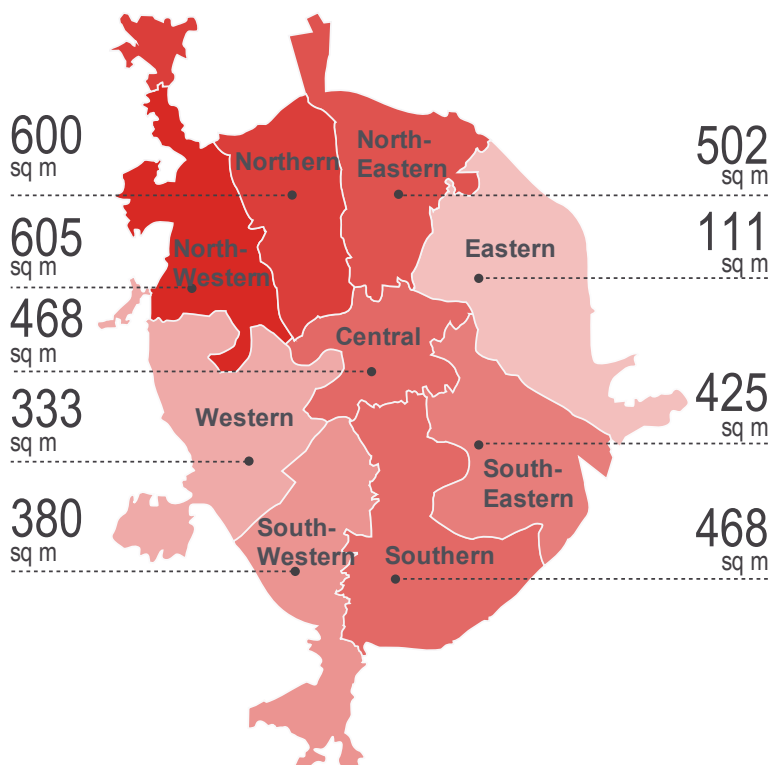 600
sq m
605
sq m
468
sq m
333
sq m
380
sq m
Northern
North-
Eastern
North-
Western
Eastern
Central
Western
South-
Eastern
South-
Western
Southern
502
sq m
111
sq m
425
sq m
468
sq m